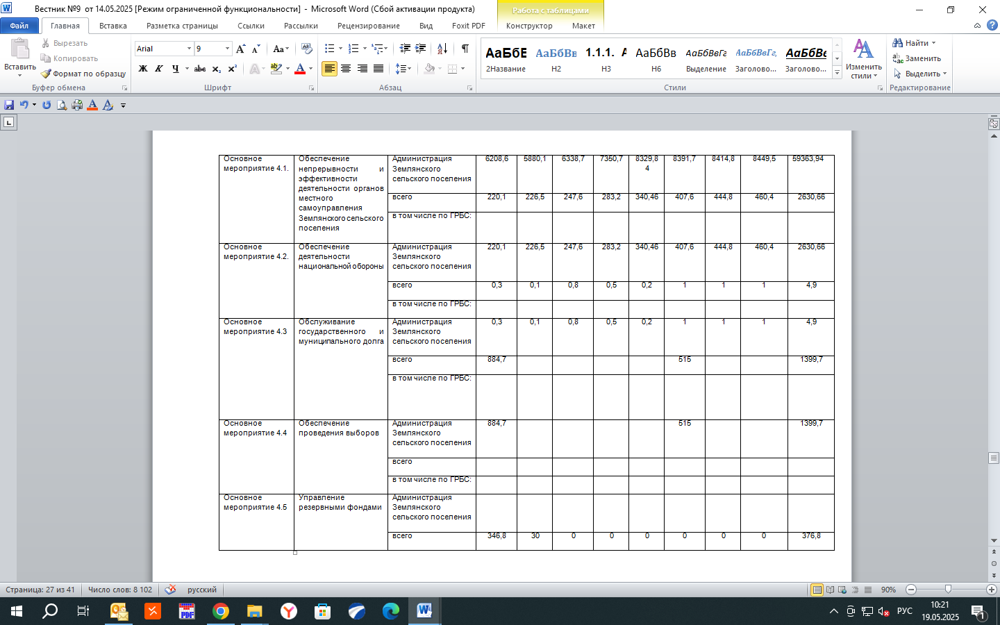 Вестник №9 от 14.05.2025 [Режим ограниченной функциональности] - Microsoft Word (Сбой активации продукта)
Работа с таблицами
Файл Главная Вставка Разметка страницы Ссылки Рассылки Рецензирование Вид Foxit PDF Конструктор Макет
Вставить
Вырезать
Копировать
Формат по образцу
Буфер обмена
Arial 9
Шрифт
Абзац
АаБбВ АаБбВв 1.1.1. А АаБбВв АаБбВвГг АаБбВвГг, АаБбВв
2Название H2 H3 H6 Выделение Заголово... Заголово...
Стили
Изменить стили
Найти
Заменить
Выделить
Редактирование
Основное мероприятие 4.1.
Обеспечение непрерывности и эффективности деятельности органов местного самоуправления Землянского сельского поселения
Администрация Землянского сельского поселения 6208,6 5880,1 6338,7 7350,7 8329,84 8391,7 8414,8 8449,5 59363,94
всего 220,1 226,5 247,6 283,2 340,46 407,6 444,8 460,4 2630,66
в том числе по ГРБС:
Основное мероприятие 4.2.
Обеспечение деятельности национальной обороны
Администрация Землянского сельского поселения 220,1 226,5 247,6 283,2 340,46 407,6 444,8 460,4 2630,66
всего 0,3 0,1 0,8 0,5 0,2 1 1 1 4,9
в том числе по ГРБС:
Основное мероприятие 4.3
Обслуживание государственного и муниципального долга
Администрация Землянского сельского поселения 0,3 0,1 0,8 0,5 0,2 1 1 1 4,9
всего 884,7 515 1399,7
в том числе по ГРБС:
Основное мероприятие 4.4
Обеспечение проведения выборов
Администрация Землянского сельского поселения 884,7 515 1399,7
всего
в том числе по ГРБС:
Основное мероприятие 4.5
Управление резервными фондами
Администрация Землянского сельского поселения
всего 346,8 30 0 0 0 0 0 0 376,8
Страница: 27 из 41 Число слов: 8 102 русский 90%
РУС
10:21
19.05.2025
1